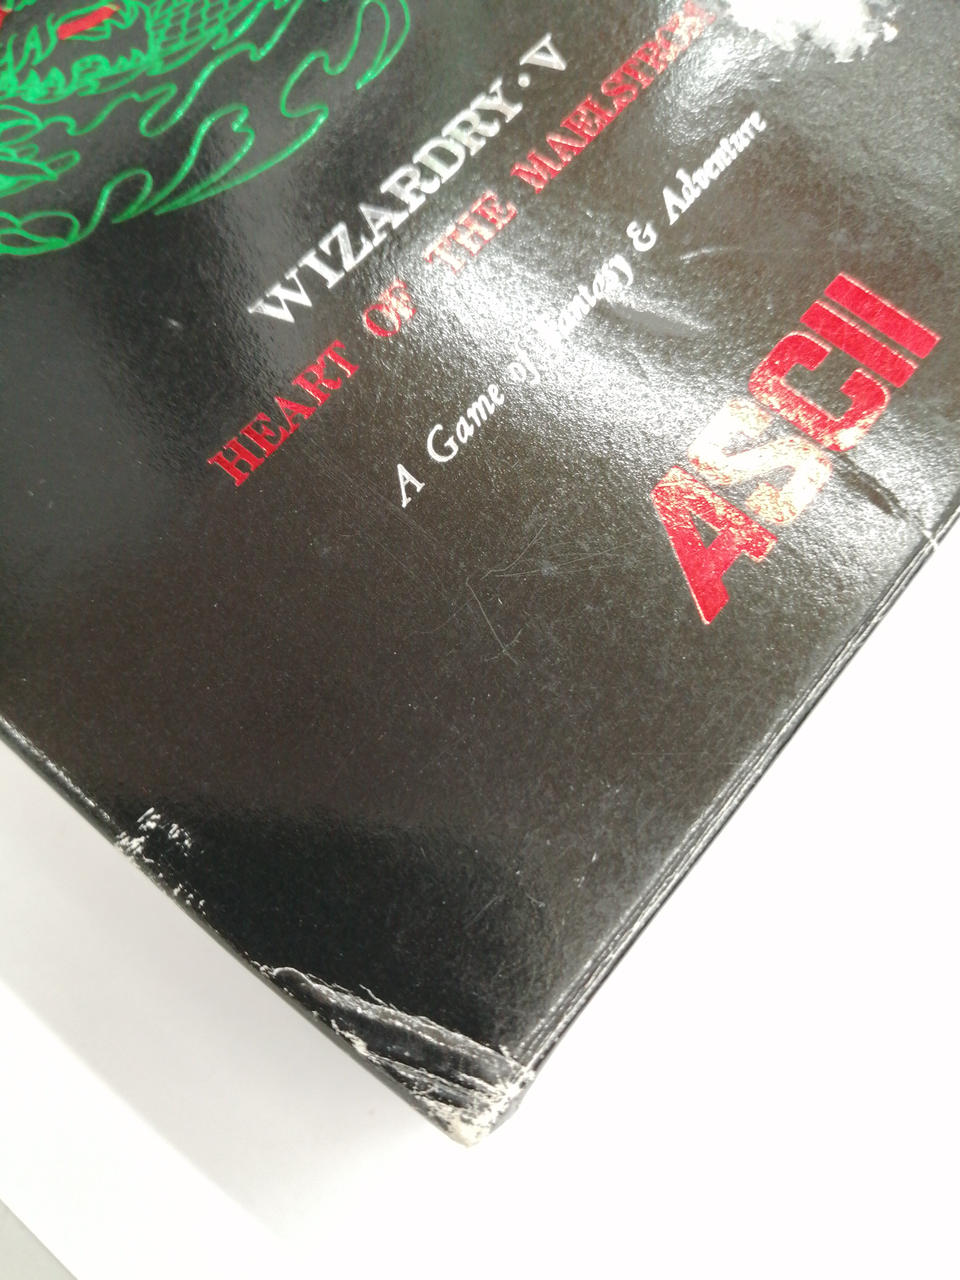 WIZARDRY·V
HEART OF THE MAELSTROM
A Game of Fantasy & Adventure
ASCII